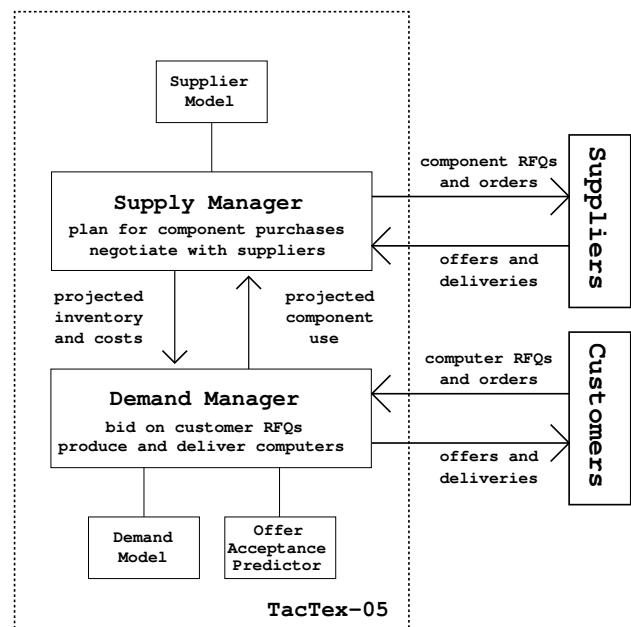 Supplier
Model
Supply Manager
plan for component purchases
negotiate with suppliers
component RFQs
and orders
offers and
deliveries
Suppliers
projected
inventory
and costs
projected
component
use
Demand Manager
bid on customer RFQs
produce and deliver computers
computer RFQs
and orders
offers and
deliveries
Customers
Demand
Model
Offer
Acceptance
Predictor
TacTex-05